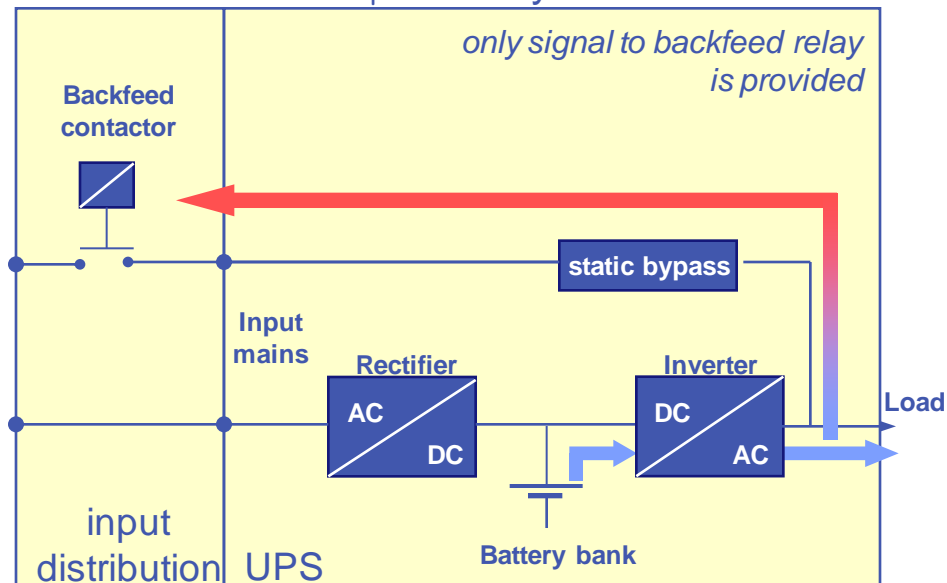 only signal to backfeed relay
is provided
Backfeed
contactor
static bypass
Input
mains
Rectifier
Inverter
AC
DC
DC
AC
Load
Battery bank
input
distribution
UPS